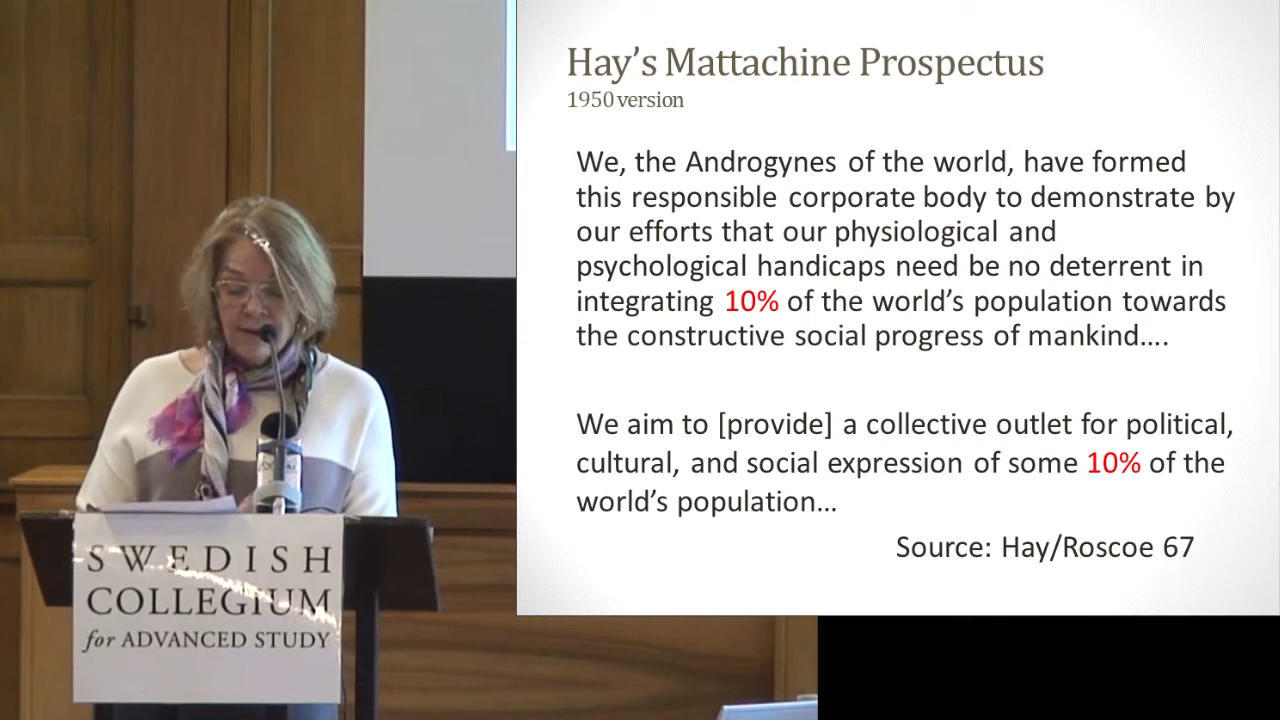 Hay's Mattachine Prospectus
1950 version
We, the Androgynes of the world, have formed
this responsible corporate body to demonstrate by
our efforts that our physiological and
psychological handicaps need be no deterrent in
integrating 10% of the world's population towards
the constructive social progress of mankind….
We aim to [provide] a collective outlet for political,
cultural, and social expression of some 10% of the
world's population…
Source: Hay/Roscoe 67
SWEDISH
COLLEGIUM
for ADVANCED STUDY